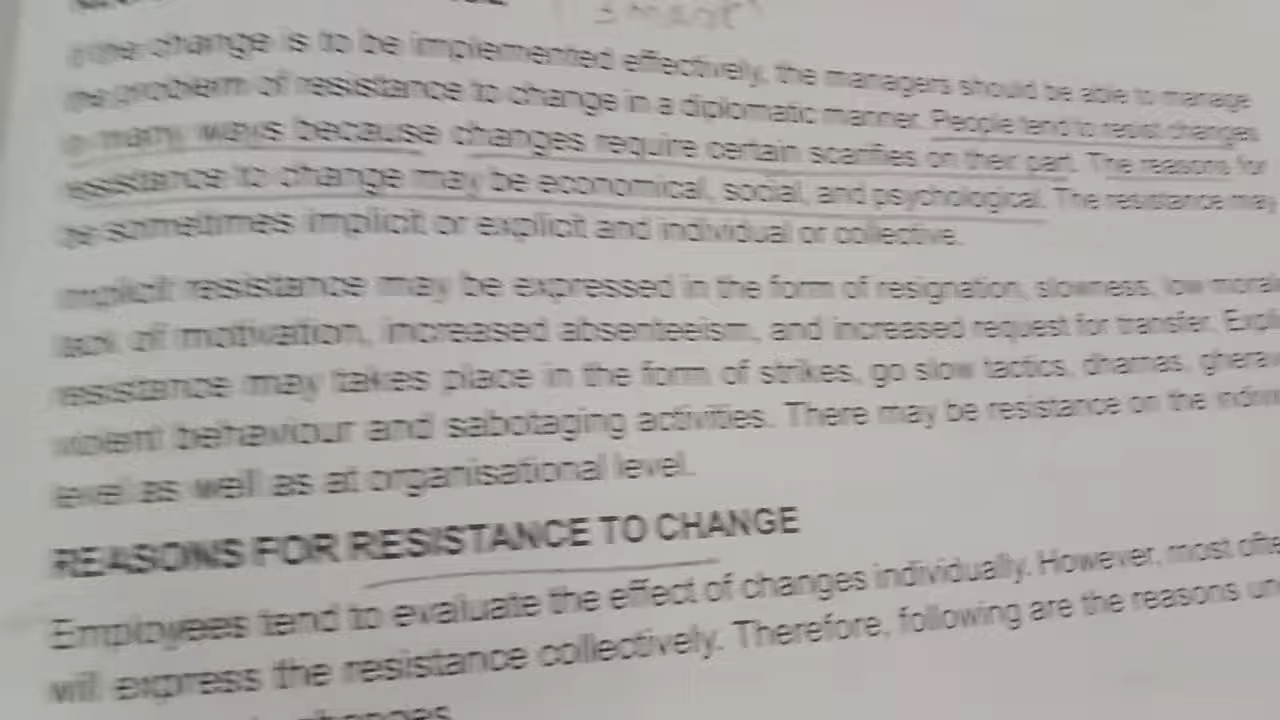 change is to be implemented effectively, the managers should be able to manage
the problem of resistance to change in a diplomatic manner. People tend to resist changes
in many ways because changes require certain scarifies on their part. The reasons for
resistance to change may be economical, social, and psychological. The resistance may
be sometimes implicit or explicit and individual or collective.
Implicit resistance may be expressed in the form of resignation, slowness, low
lack of motivation, increased absenteeism, and increased request for transfer.
resistance may takes place in the form of strikes, go slow tactics, dharnas,
violent behaviour and sabotaging activities. There may be resistance on the
level as well as at organisational level.
REASONS FOR RESISTANCE TO CHANGE
Employees tend to evaluate the effect of changes individually. However, most
will express the resistance collectively. Therefore, following are the reasons
changes